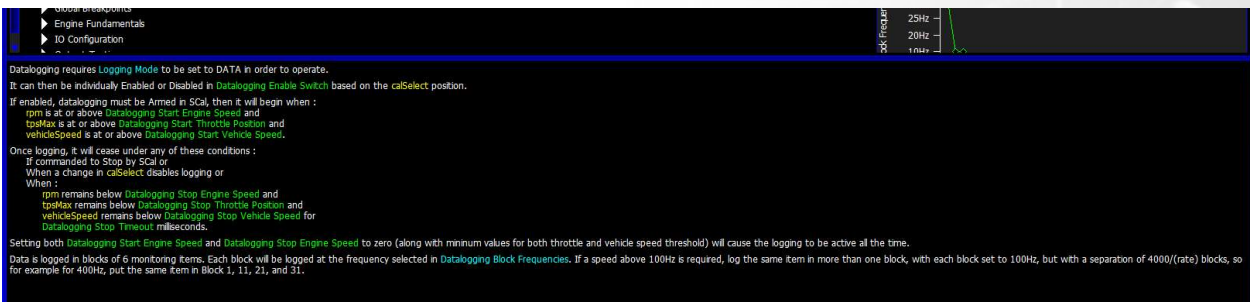 Global Breakpoints
Engine Fundamentals
IO Configuration
25Hz
20Hz
10Hz
Datalogging requires Logging Mode to be set to DATA in order to operate.
It can then be individually Enabled or Disabled in Datalogging Enable Switch based on the calSelect position.
If enabled, datalogging must be Armed in SCal, then it will begin when :
rpm is at or above Datalogging Start Engine Speed and
tpsMax is at or above Datalogging Start Throttle Position and
vehicleSpeed is at or above Datalogging Start Vehicle Speed.
Once logging, it will cease under any of these conditions :
If commanded to Stop by SCal or
When a change in calSelect disables logging or
When :
rpm remains below Datalogging Stop Engine Speed and
tpsMax remains below Datalogging Stop Throttle Position and
vehicleSpeed remains below Datalogging Stop Vehicle Speed for
Datalogging Stop Timeout milliseconds.
Setting both Datalogging Start Engine Speed and Datalogging Stop Engine Speed to zero (along with mininum values for both throttle and vehicle speed threshold) will cause the logging to be active all the time.
Data is logged in blocks of 6 monitoring items. Each block will be logged at the frequency selected in Datalogging Block Frequencies. If a speed above 100Hz is required, log the same item in more than one block, with each block set to 100Hz, but with a separation of 4000/(rate) blocks, so
for example for 400Hz, put the same item in Block 1, 11, 21, and 31.